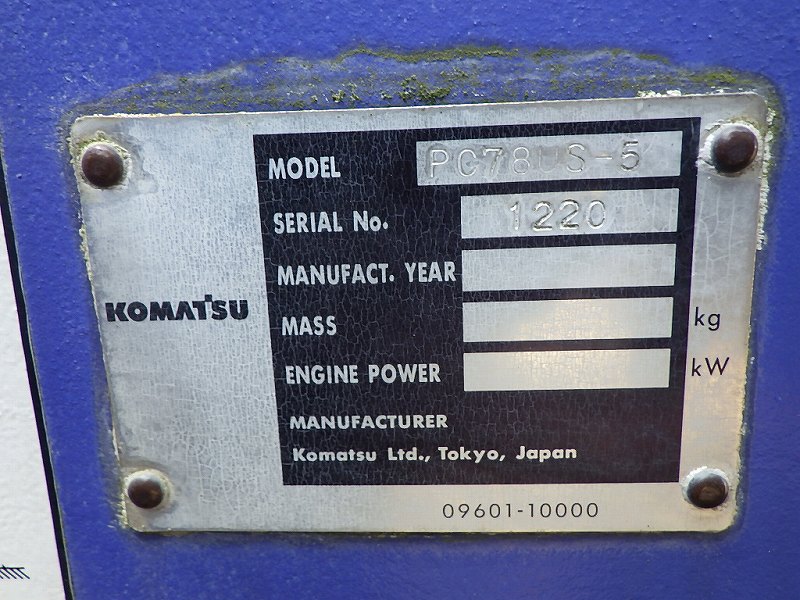 MODEL PC78US-5
SERIAL No. 1220
MANUFACT. YEAR
KOMATSU
MASS kg
ENGINE POWER kW
MANUFACTURER
Komatsu Ltd., Tokyo, Japan
09601-10000